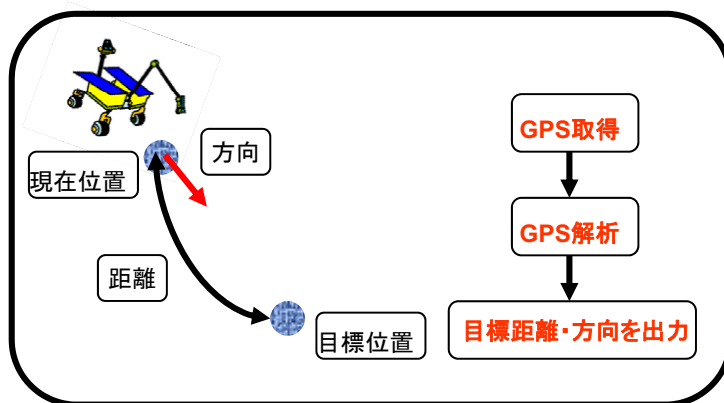 方向
現在位置
距離
目標位置
GPS取得
GPS解析
目標距離・方向を出力